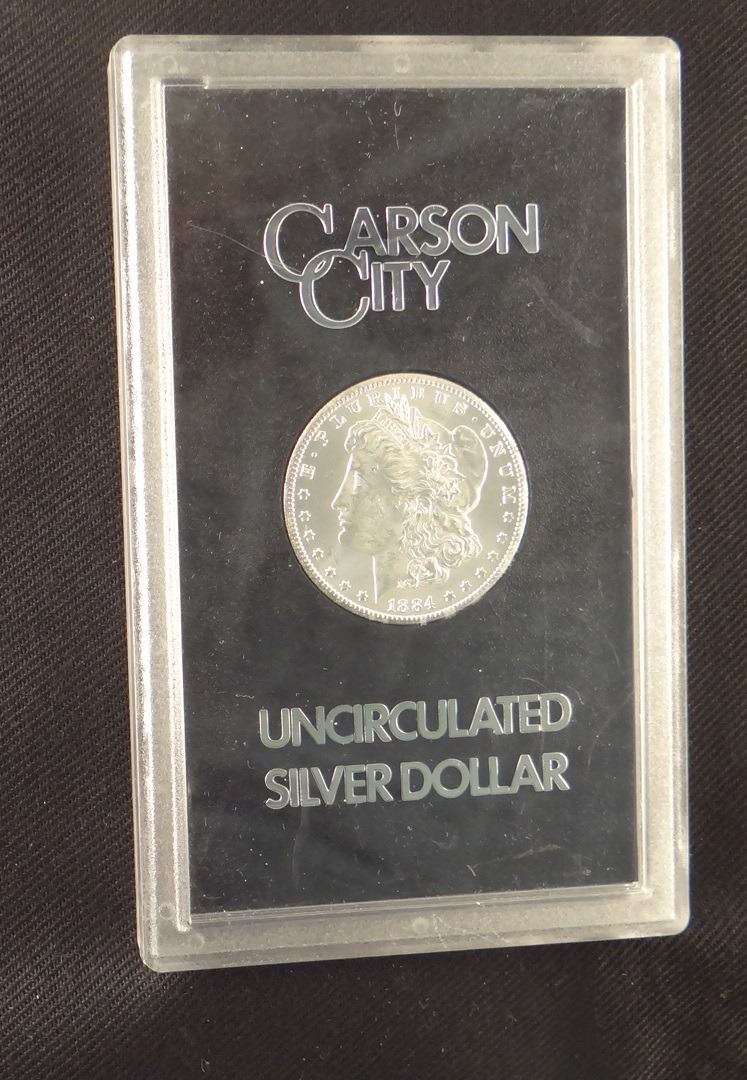 CARSON
CITY
E · PLURIBUS · UNUM
1884
UNCIRCULATED
SILVER DOLLAR